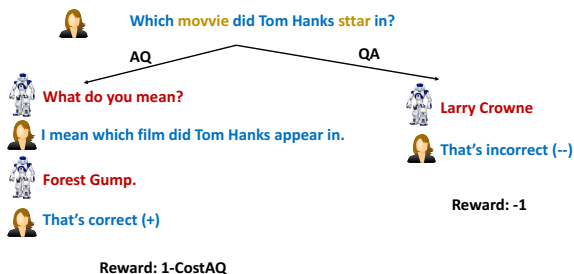 Which movvie did Tom Hanks sttar in?
AQ
QA
What do you mean?
I mean which film did Tom Hanks appear in.
Forest Gump.
That's correct (+)
Reward: 1-CostAQ
Larry Crowne
That's incorrect (--)
Reward: -1